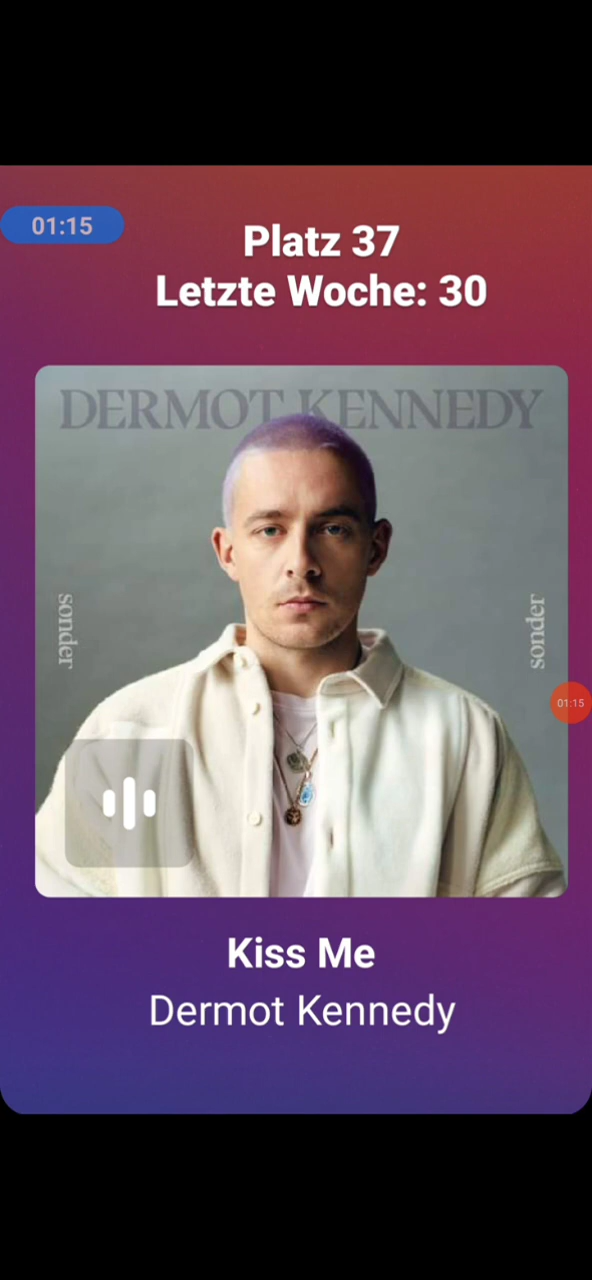 01:15
Platz 37
Letzte Woche: 30
DERMOT KENNEDY
sonder
sonder
01:15
Kiss Me
Dermot Kennedy